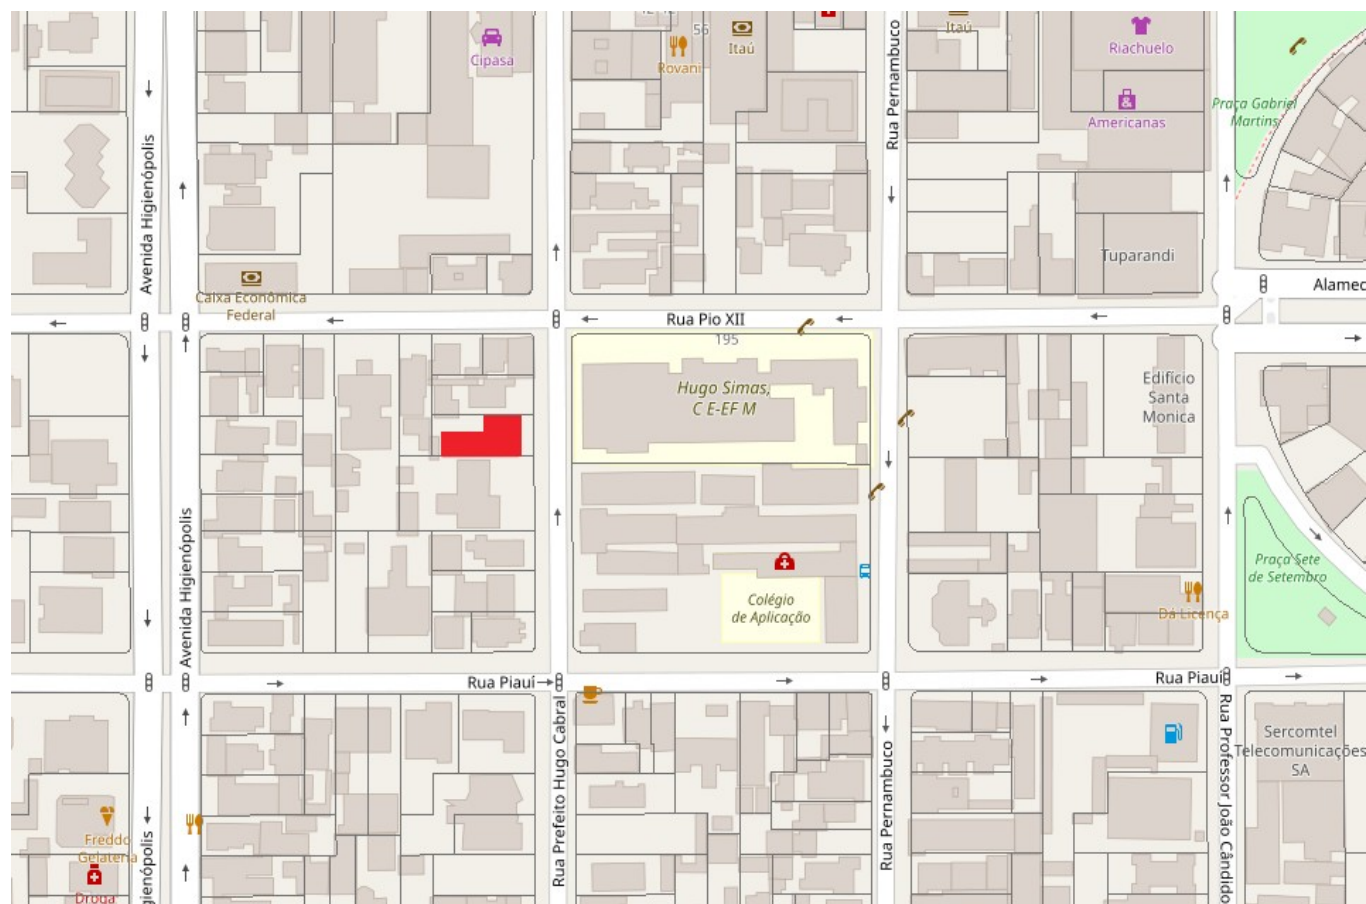 56
Itaú
Itaú
Riachuelo
Cipasa
Rovani
Rua Pernambuco
Americanas
Praça Gabriel
Martins
Avenida Higienópolis
Tuparandi
Caixa Econômica
Federal
Rua Pio XII
195
Hugo Simas,
C E-EF M
Edifício
Santa
Monica
Avenida Higienópolis
Praça Sete
de Setembro
Colégio
de Aplicação
Dá Licença
Rua Piauí
Rua Piauí
Rua Prefeito Hugo Cabral
Rua Pernambuco
Rua Professor João Cândido
Sercomtel
Telecomunicações
SA
Freddo
Gelateria
Droga